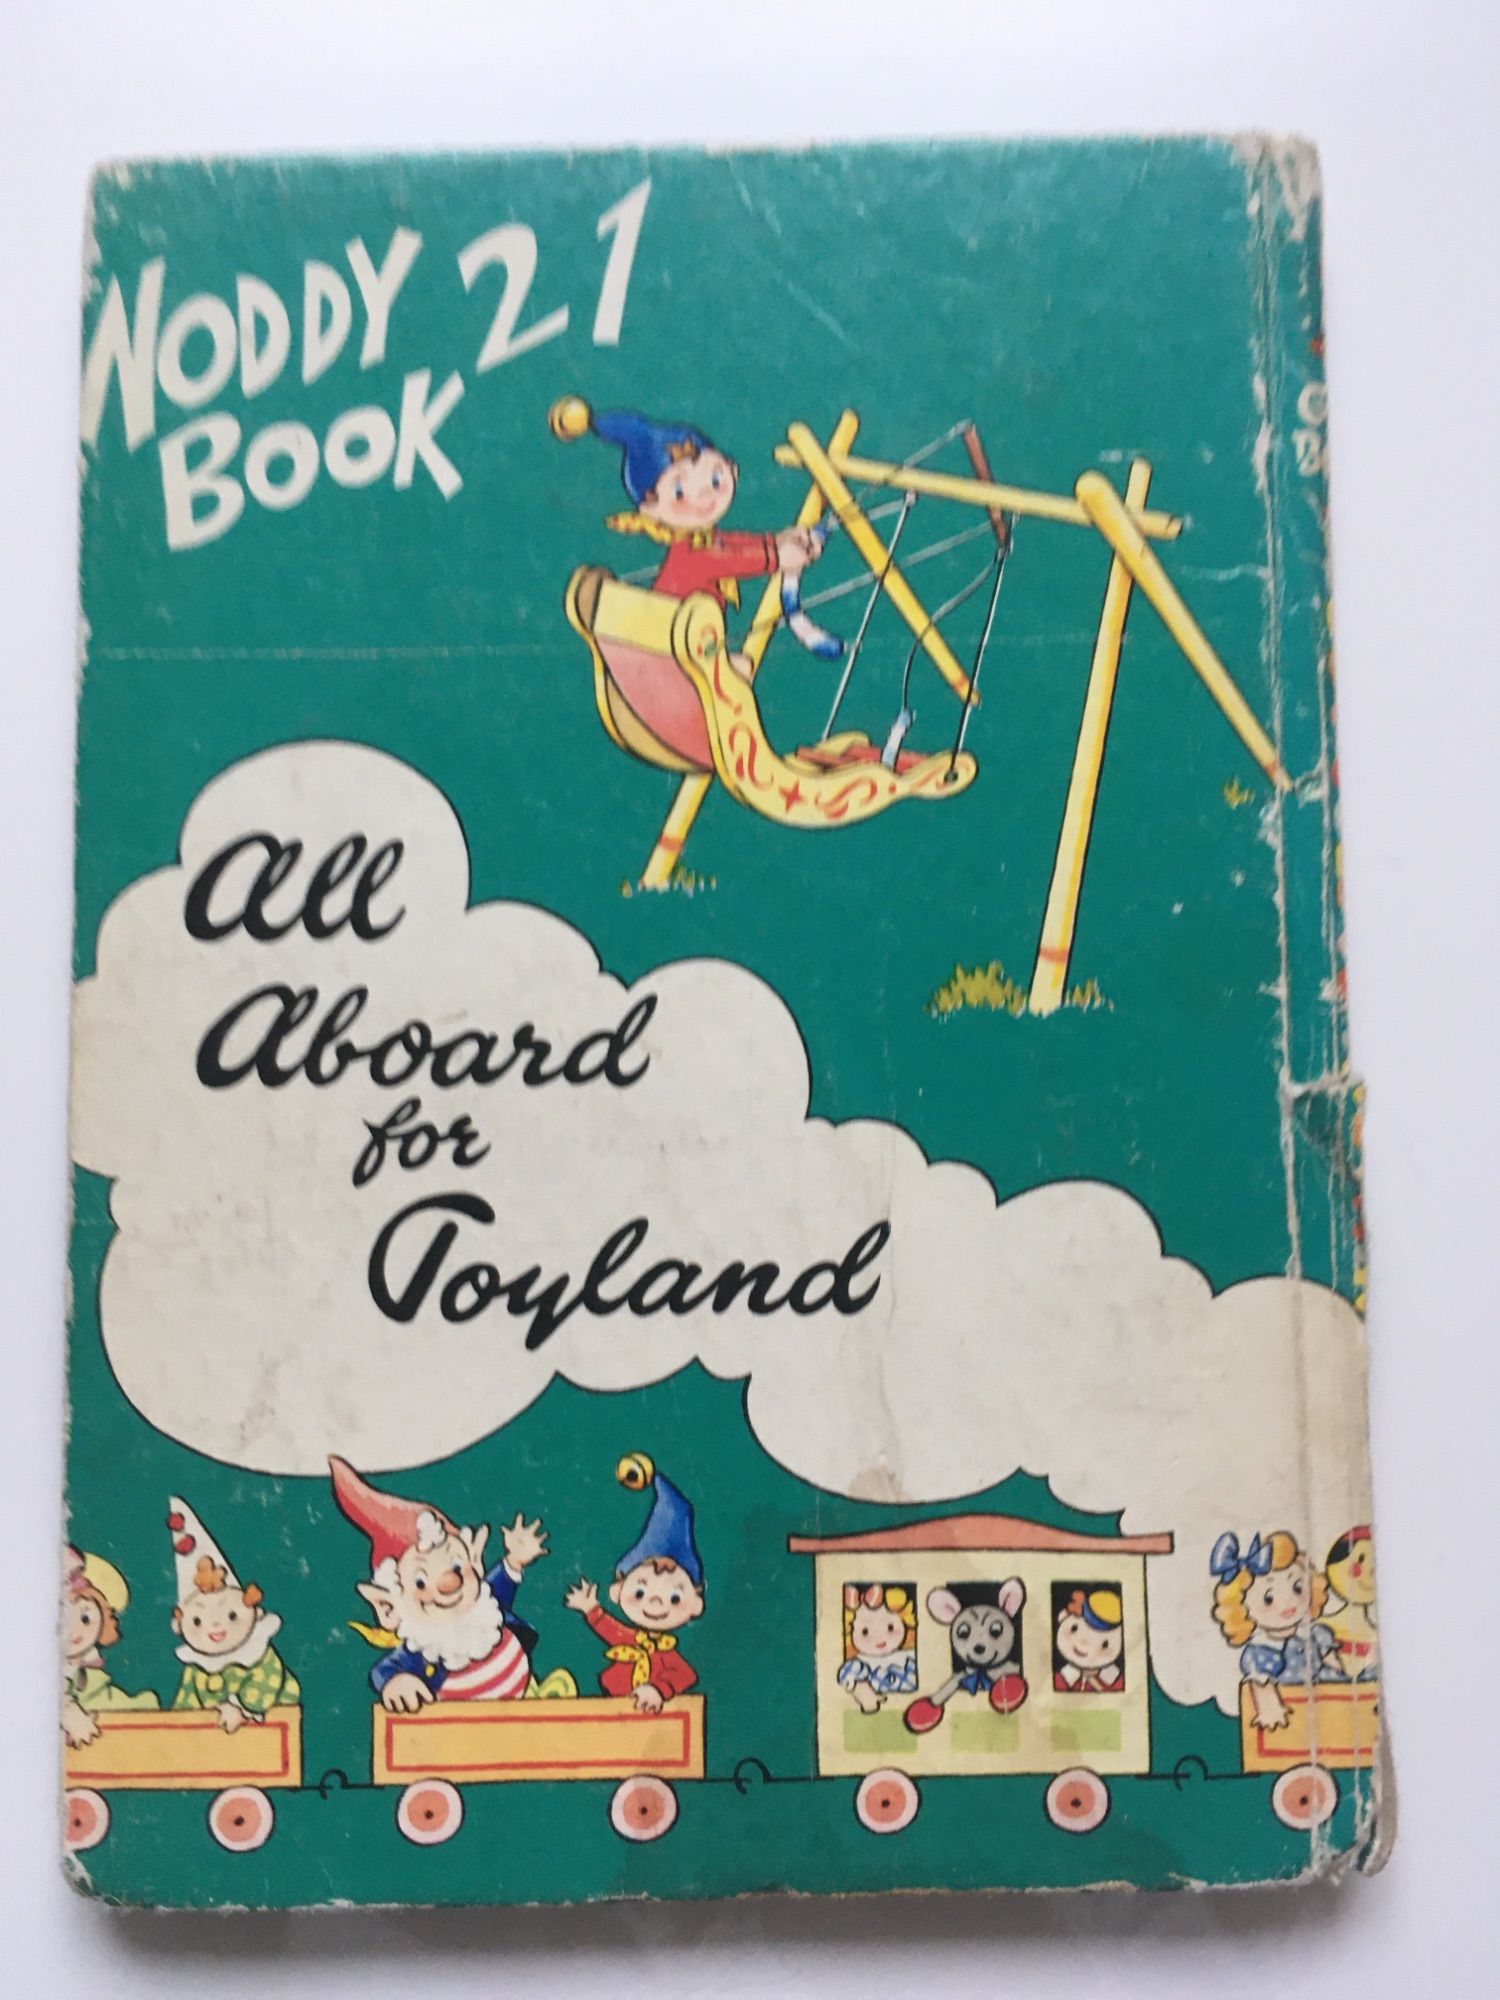 NODDY 21
BOOK
All
Aboard
for
Toyland